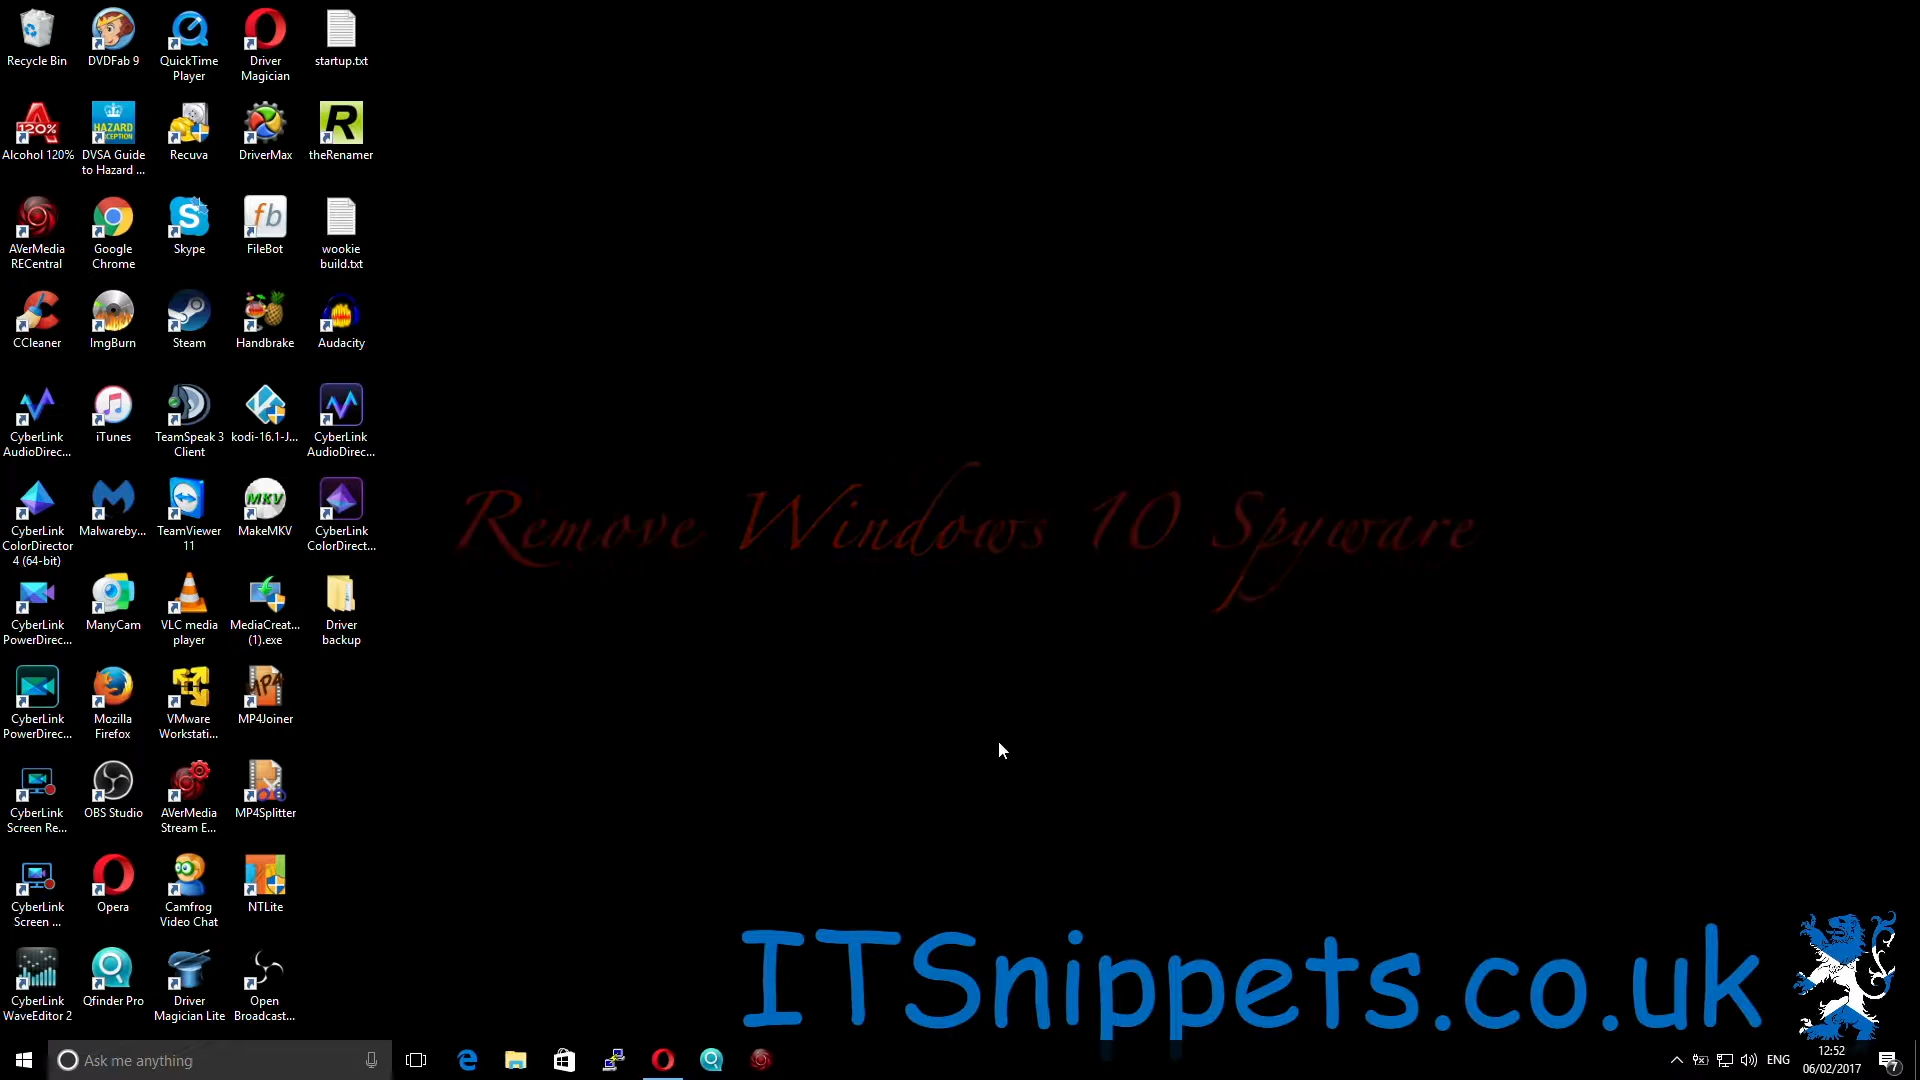 Recycle Bin
DVDFab 9
QuickTime
Player
Driver
Magician
startup.txt
120%
Alcohol 120%
HAZARD
DVSA Guide
to Hazard ...
Recuva
DriverMax
R
theRenamer
AVerMedia
RECentral
Google
Chrome
S
Skype
fb
FileBot
wookie
build.txt
CCleaner
ImgBurn
Steam
Handbrake
Audacity
CyberLink
AudioDirec...
iTunes
TeamSpeak 3
Client
kodi-16.1-J...
CyberLink
AudioDirec...
CyberLink
ColorDirector
4 (64-bit)
Malwareby...
TeamViewer
11
MKV
MakeMKV
CyberLink
ColorDirect...
Remove Windows 10 Spyware
CyberLink
PowerDirec...
ManyCam
VLC media
player
MediaCreat...
(1).exe
Driver
backup
CyberLink
PowerDirec...
Mozilla
Firefox
VMware
Workstati...
MP4
MP4Joiner
CyberLink
Screen Re...
OBS Studio
AVerMedia
Stream E...
MP4Splitter
CyberLink
Screen ...
Opera
Camfrog
Video Chat
NTLite
CyberLink
WaveEditor 2
Qfinder Pro
Driver
Magician Lite
Open
Broadcast...
ITSnippets.co.uk
Ask me anything
ENG
12:52
06/02/2017
7